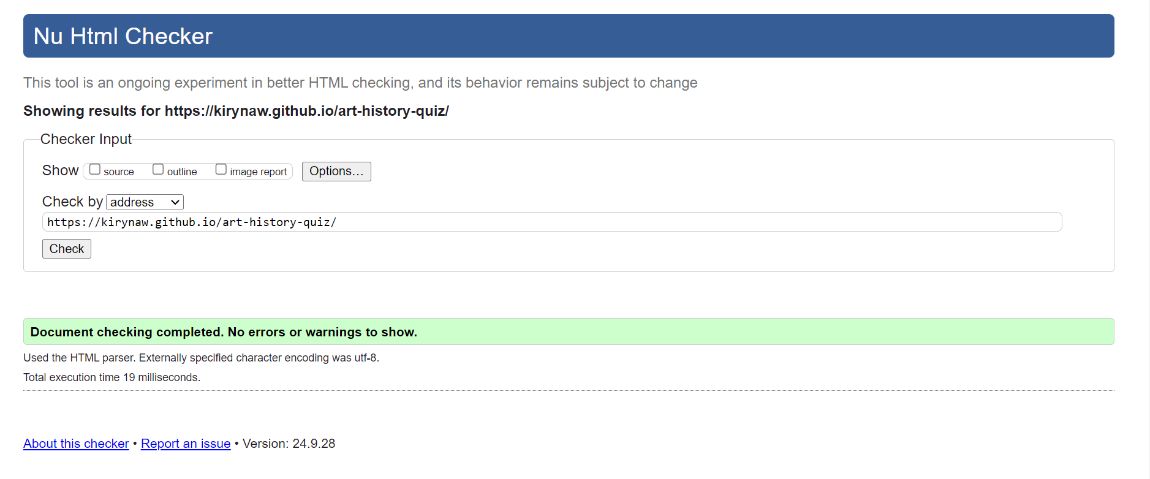 Nu Html Checker
This tool is an ongoing experiment in better HTML checking, and its behavior remains subject to change
Showing results for https://kirynaw.github.io/art-history-quiz/
Checker Input
Show source outline image report Options...
Check by address
https://kirynaw.github.io/art-history-quiz/
Check
Document checking completed. No errors or warnings to show.
Used the HTML parser. Externally specified character encoding was utf-8.
Total execution time 19 milliseconds.
About this checker • Report an issue • Version: 24.9.28